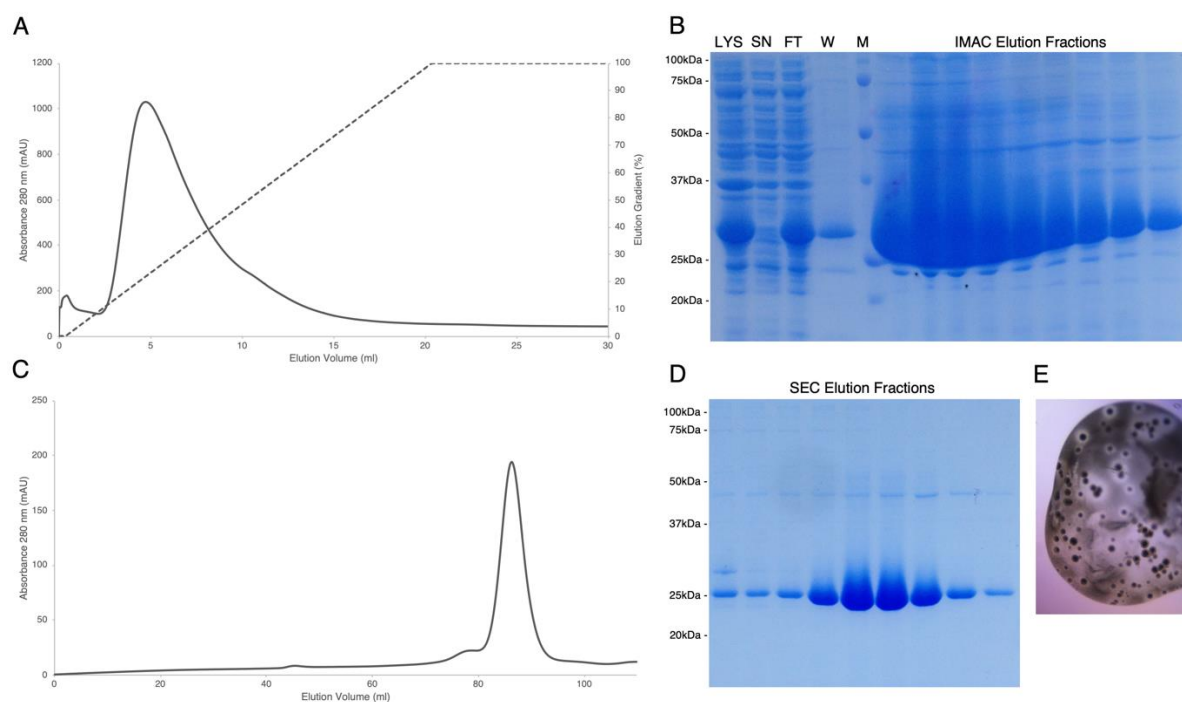 A
1200
1000
800
600
400
200
0
Absorbance 280 nm (mAU)
100
90
80
70
60
50
40
30
20
10
0
Elution Gradient (%)
0 5 10 15 20 25 30
Elution Volume (ml)
B
LYS SN FT W M IMAC Elution Fractions
100kDa -
75kDa -
50kDa -
37kDa -
25kDa -
20kDa -
C
250
200
150
100
50
0
Absorbance 280 nm (mAU)
0 20 40 60 80 100
Elution Volume (ml)
D
SEC Elution Fractions
100kDa -
75kDa -
50kDa -
37kDa -
25kDa -
20kDa -
E